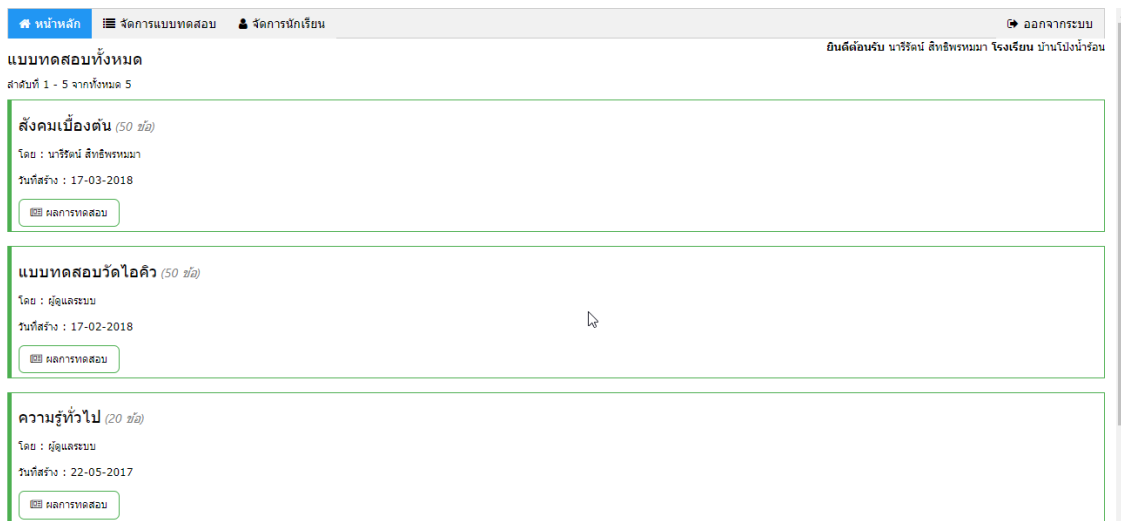 หน้าหลัก จัดการแบบทดสอบ จัดการนักเรียน ออกจากระบบ
ยินดีต้อนรับ นารีรัตน์ สิทธิพรหมมา โรงเรียน บ้านโป่งน้ำร้อน
แบบทดสอบทั้งหมด
ลำดับที่ 1 - 5 จากทั้งหมด 5
สังคมเบื้องต้น (50 ข้อ)
โดย : นารีรัตน์ สิทธิพรหมมา
วันที่สร้าง : 17-03-2018
ผลการทดสอบ
แบบทดสอบวัดไอคิว (50 ข้อ)
โดย : ผู้ดูแลระบบ
วันที่สร้าง : 17-02-2018
ผลการทดสอบ
ความรู้ทั่วไป (20 ข้อ)
โดย : ผู้ดูแลระบบ
วันที่สร้าง : 22-05-2017
ผลการทดสอบ